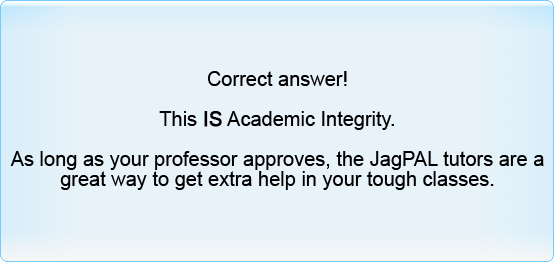 Correct answer!
This IS Academic Integrity.
As long as your professor approves, the JagPAL tutors are a
great way to get extra help in your tough classes.